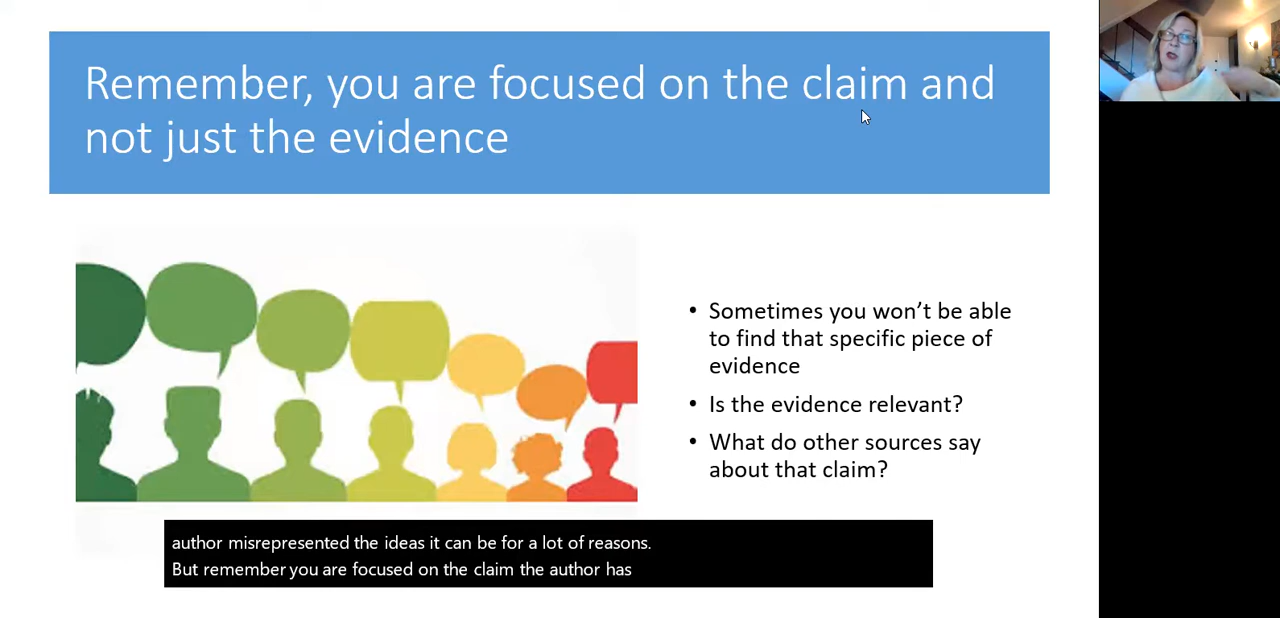 Remember, you are focused on the claim and
not just the evidence
• Sometimes you won’t be able
to find that specific piece of
evidence
• Is the evidence relevant?
• What do other sources say
about that claim?
author misrepresented the ideas it can be for a lot of reasons.
But remember you are focused on the claim the author has